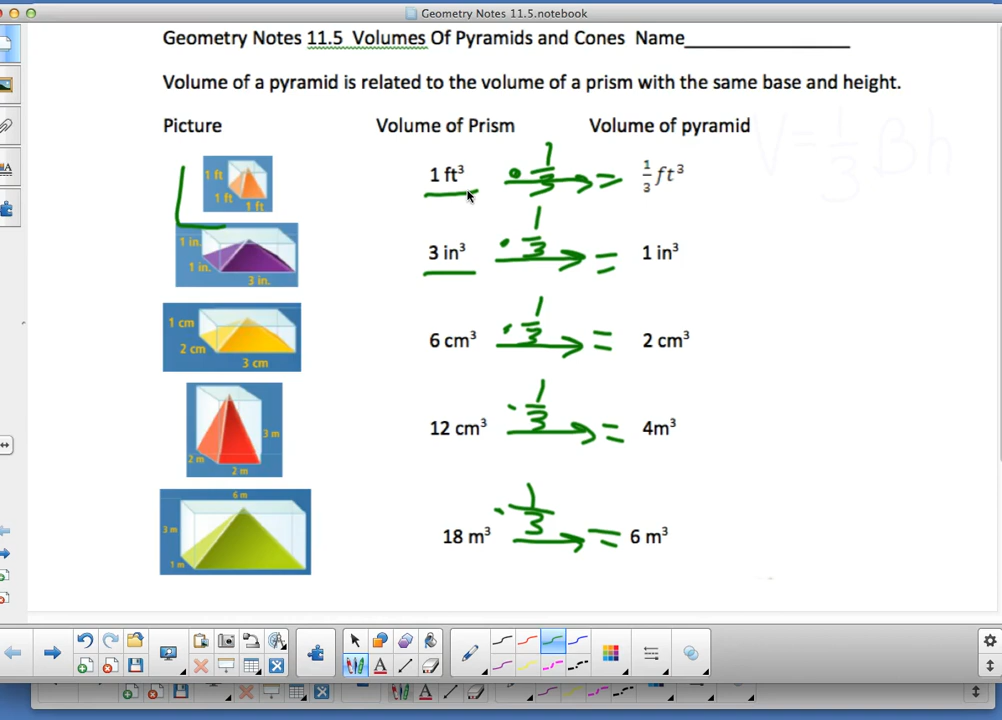 Geometry Notes 11.5.notebook
Geometry Notes 11.5 Volumes Of Pyramids and Cones Name_______________
Volume of a pyramid is related to the volume of a prism with the same base and height.
Picture Volume of Prism Volume of pyramid
V = 1/3 Bh
1 ft
1 ft
1 ft
1 ft³ · 1/3 = 1/3 ft³
1 in.
1 in.
3 in.
3 in³ · 1/3 = 1 in³
1 cm
2 cm
3 cm
6 cm³ · 1/3 = 2 cm³
3 m
2 m
2 m
12 cm³ · 1/3 = 4m³
6 m
3 m
1 m
18 m³ · 1/3 = 6 m³